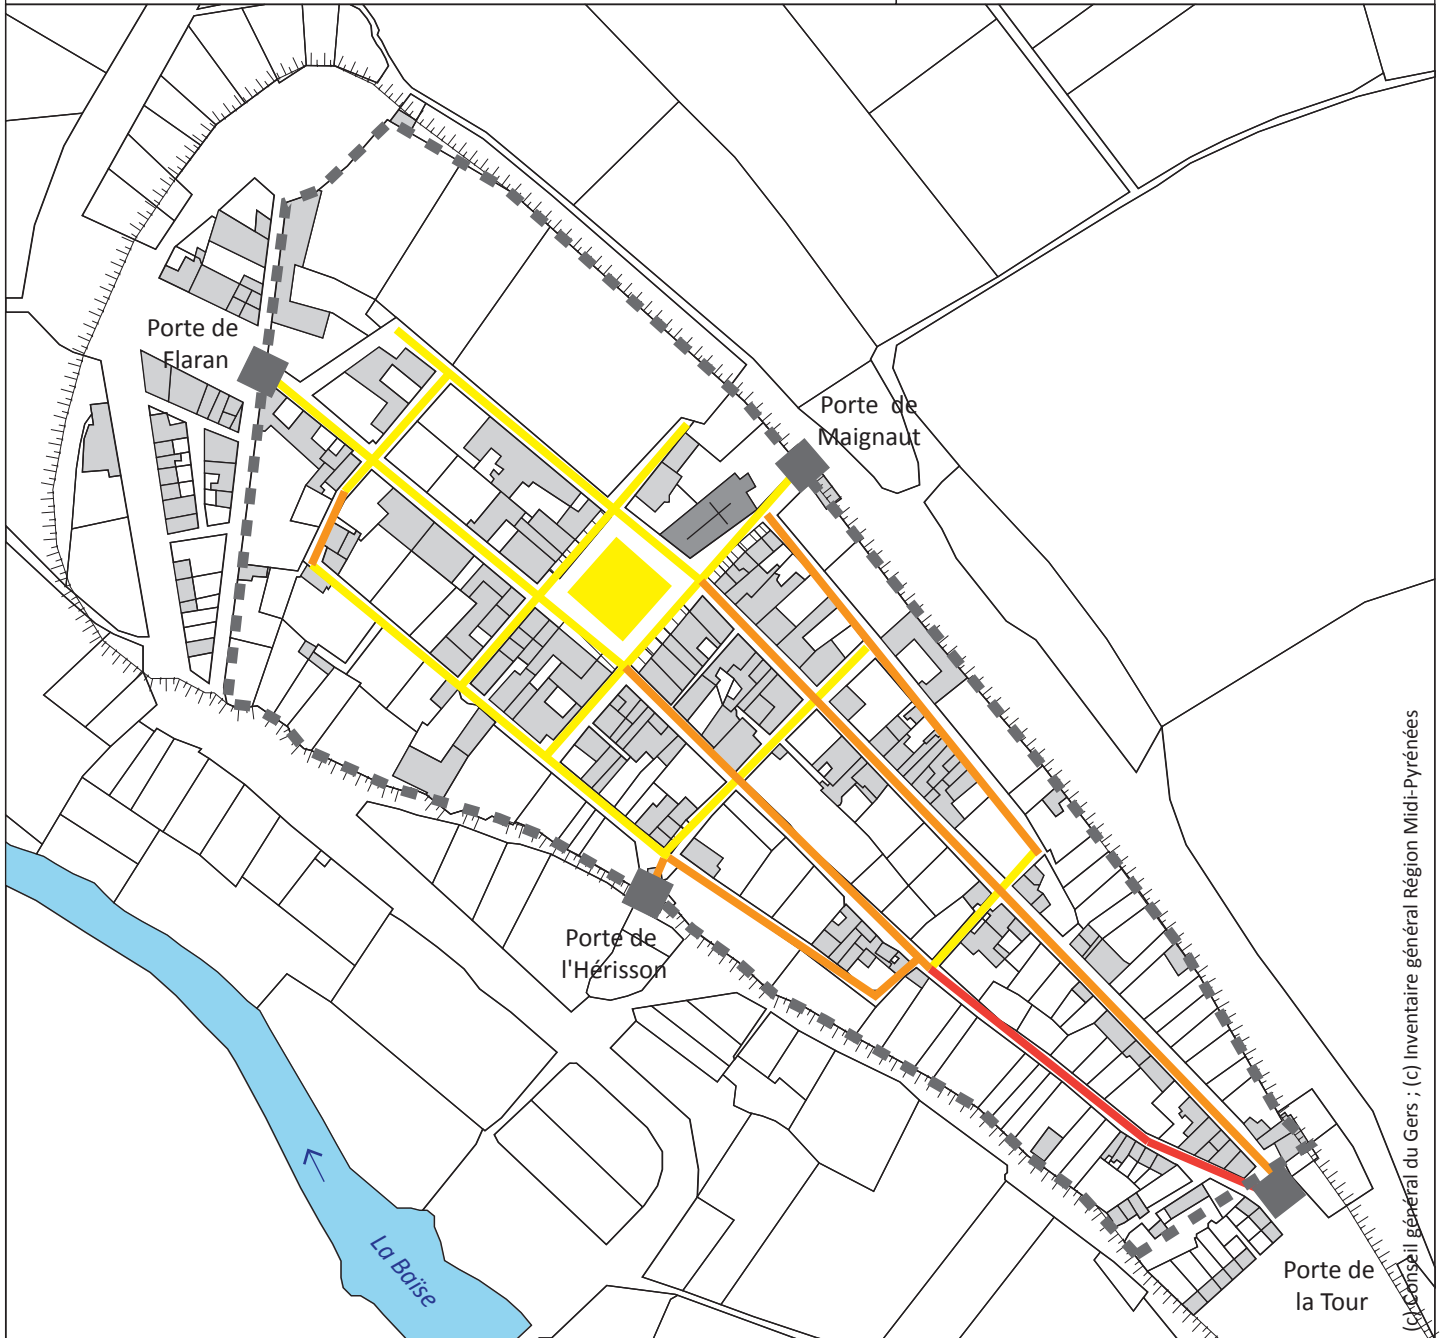 Porte de
Flaran
Porte de
Maignaut
Porte de
l'Hérisson
La Baïse
Porte de
la Tour
(c) Conseil général du Gers ; (c) Inventaire général Région Midi-Pyrénées